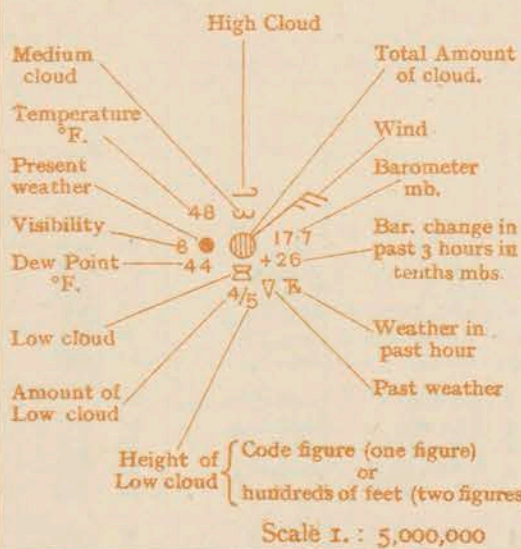 High Cloud
Medium cloud
Total Amount of cloud.
Temperature °F.
Wind
Present weather
Barometer mb.
48
Visibility
6
17·7
Bar. change in past 3 hours in tenths mbs.
Dew Point °F.
44
+26
4/5
Low cloud
Weather in past hour
Amount of Low cloud
Past weather
Height of Low cloud
Code figure (one figure)
or
hundreds of feet (two figures
Scale 1. : 5,000,000